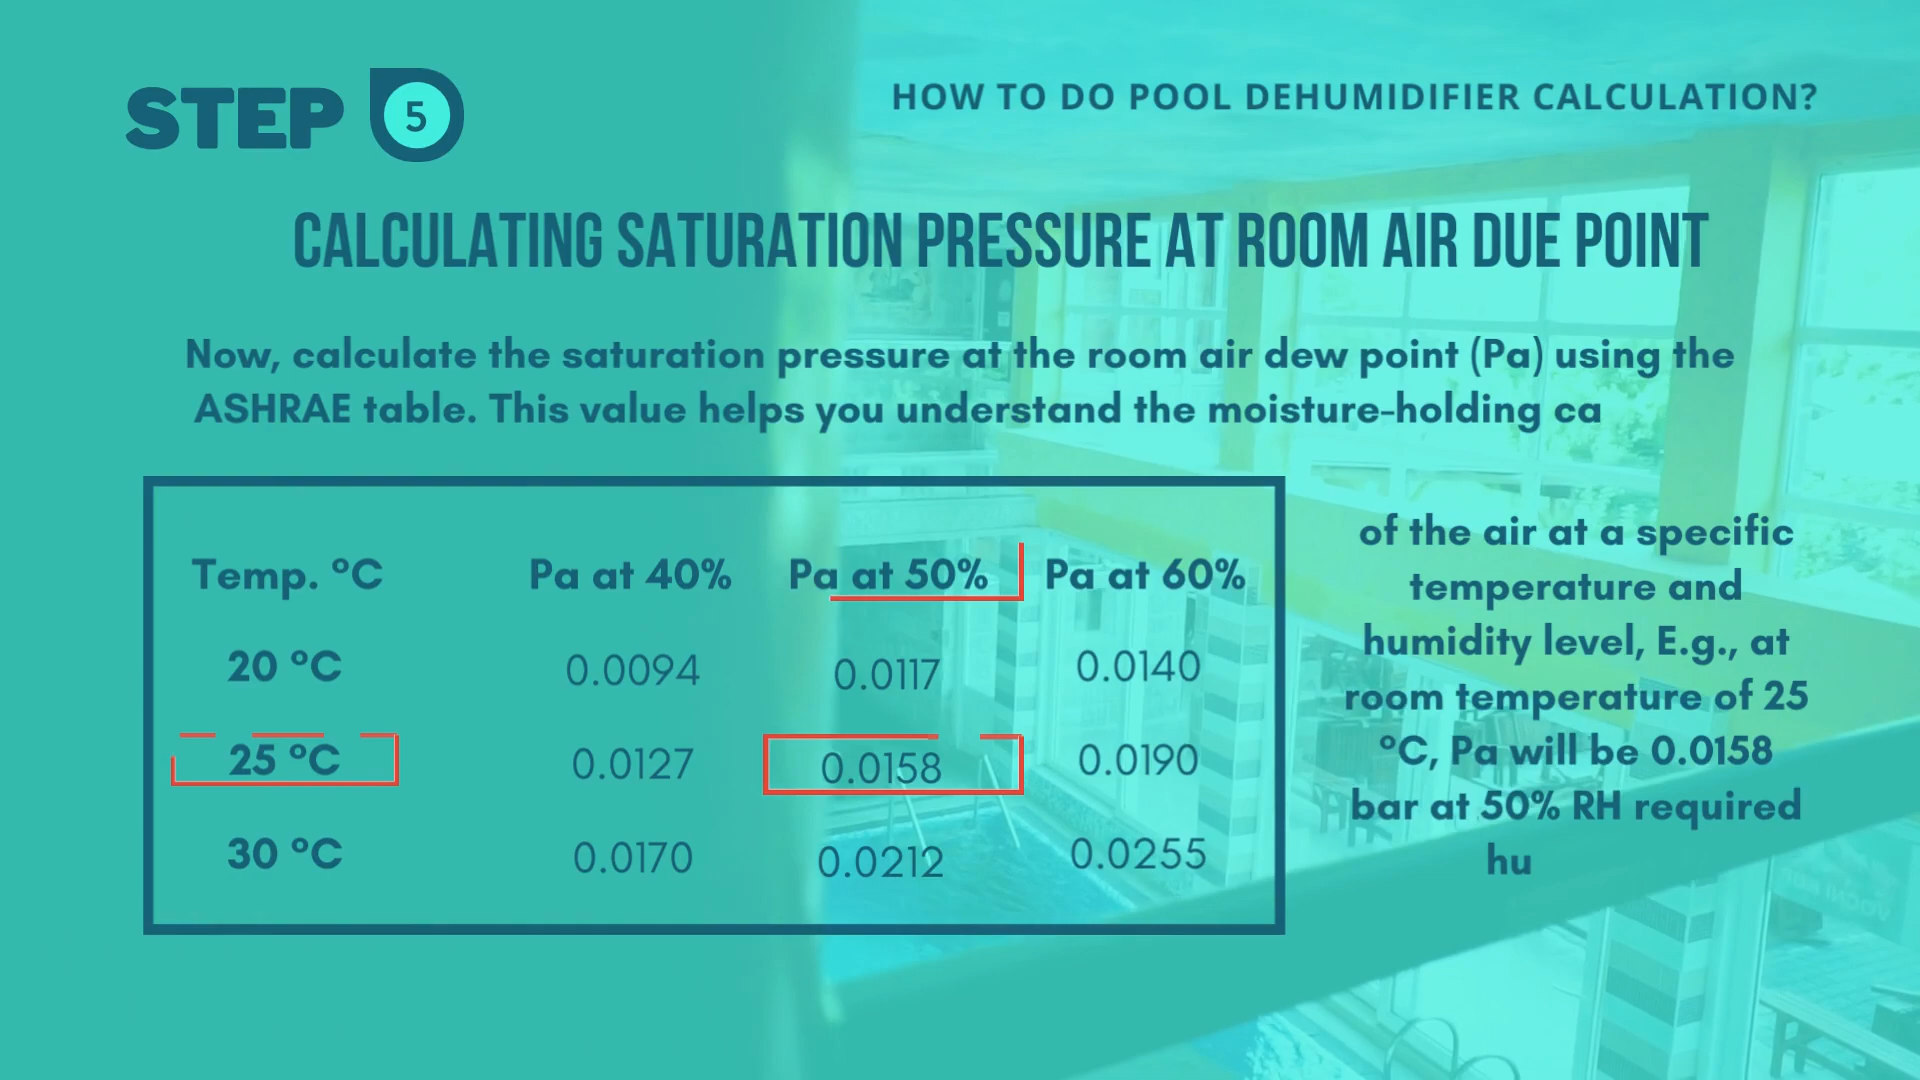 STEP 5
HOW TO DO POOL DEHUMIDIFIER CALCULATION?
CALCULATING SATURATION PRESSURE AT ROOM AIR DUE POINT
Now, calculate the saturation pressure at the room air dew point (Pa) using the
ASHRAE table. This value helps you understand the moisture-holding ca
Temp. °C Pa at 40% Pa at 50% Pa at 60%
20 °C 0.0094 0.0117 0.0140
25 °C 0.0127 0.0158 0.0190
30 °C 0.0170 0.0212 0.0255
of the air at a specific
temperature and
humidity level, E.g., at
room temperature of 25
°C, Pa will be 0.0158
bar at 50% RH required
hu